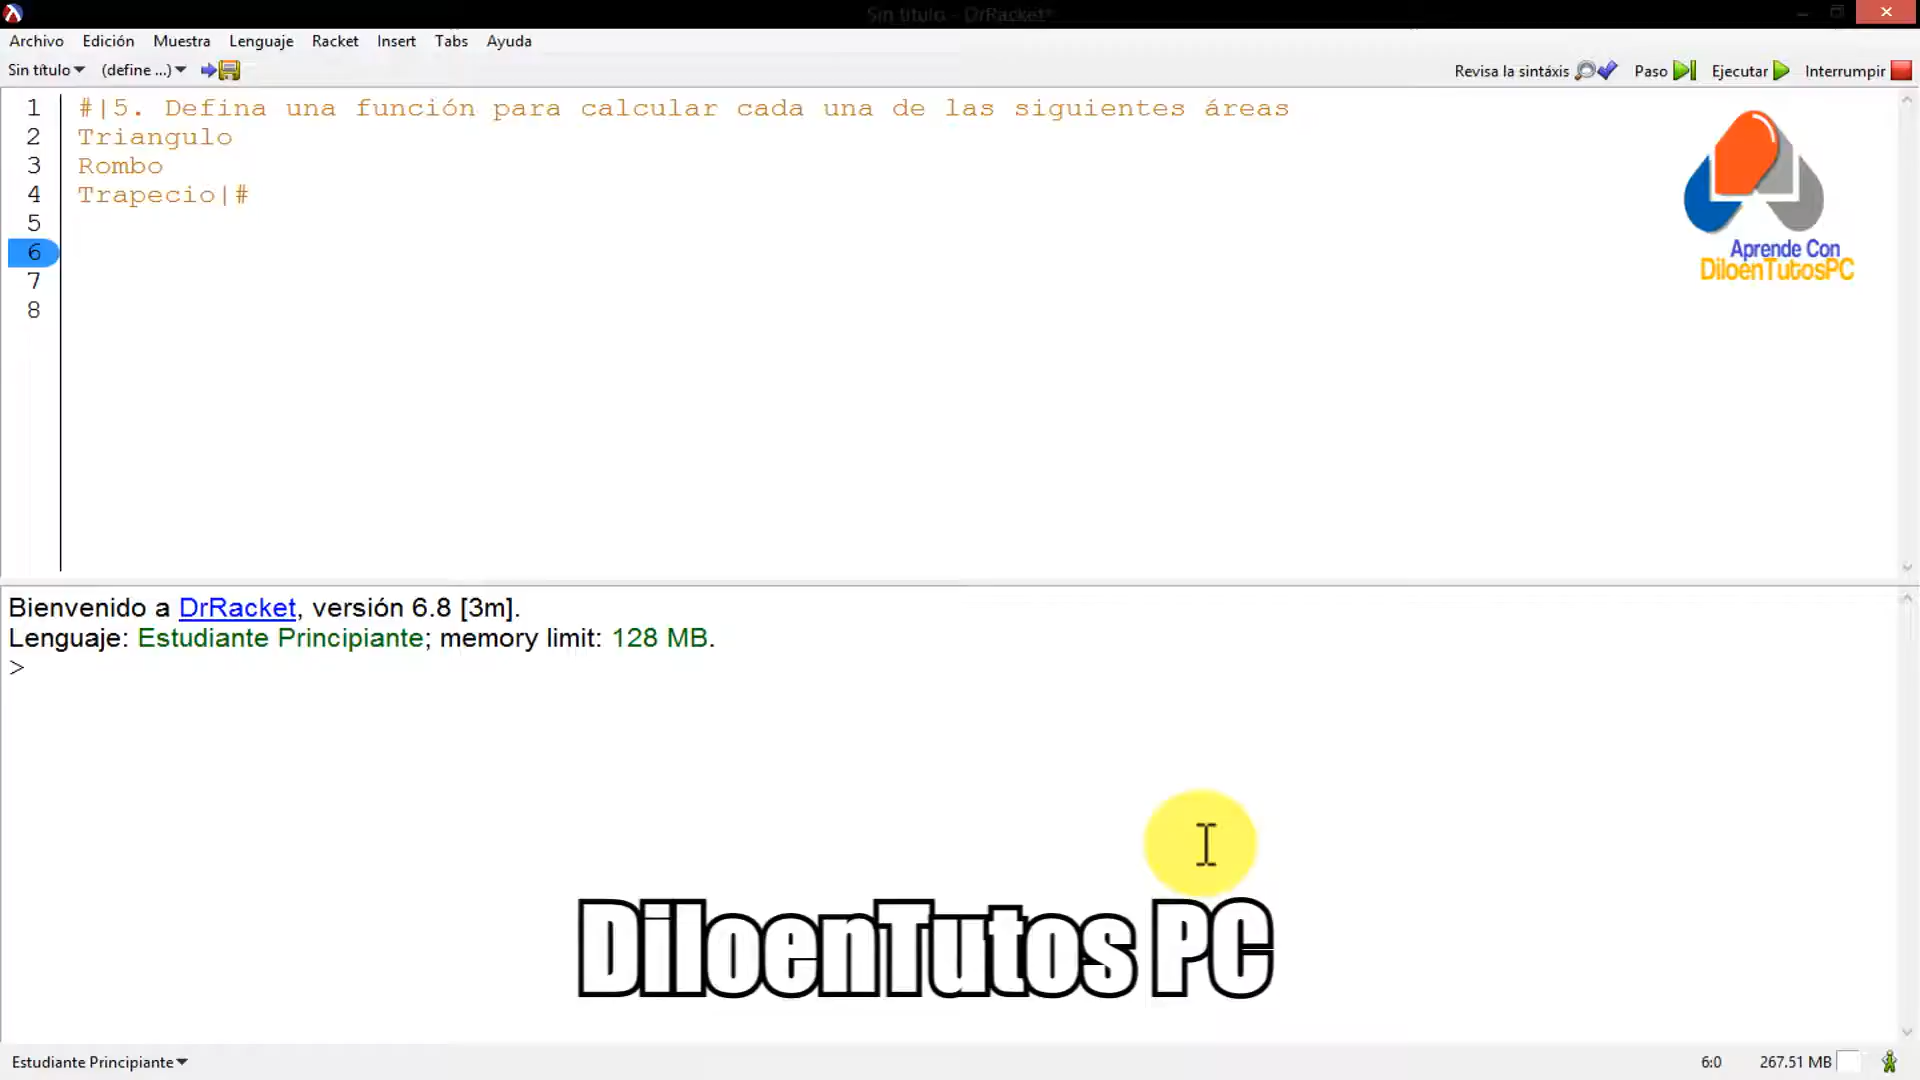 Sin título - DrRacket*
Archivo Edición Muestra Lenguaje Racket Insert Tabs Ayuda
Sin título (define ...) Revisa la sintáxis Paso Ejecutar Interrumpir
1 #|5. Defina una función para calcular cada una de las siguientes áreas
2 Triangulo
3 Rombo
4 Trapecio|#
5
6
7
8
Aprende Con
DiloenTutosPC
Bienvenido a DrRacket, versión 6.8 [3m].
Lenguaje: Estudiante Principiante; memory limit: 128 MB.
>
DiloenTutos PC
Estudiante Principiante 6:0 267.51 MB